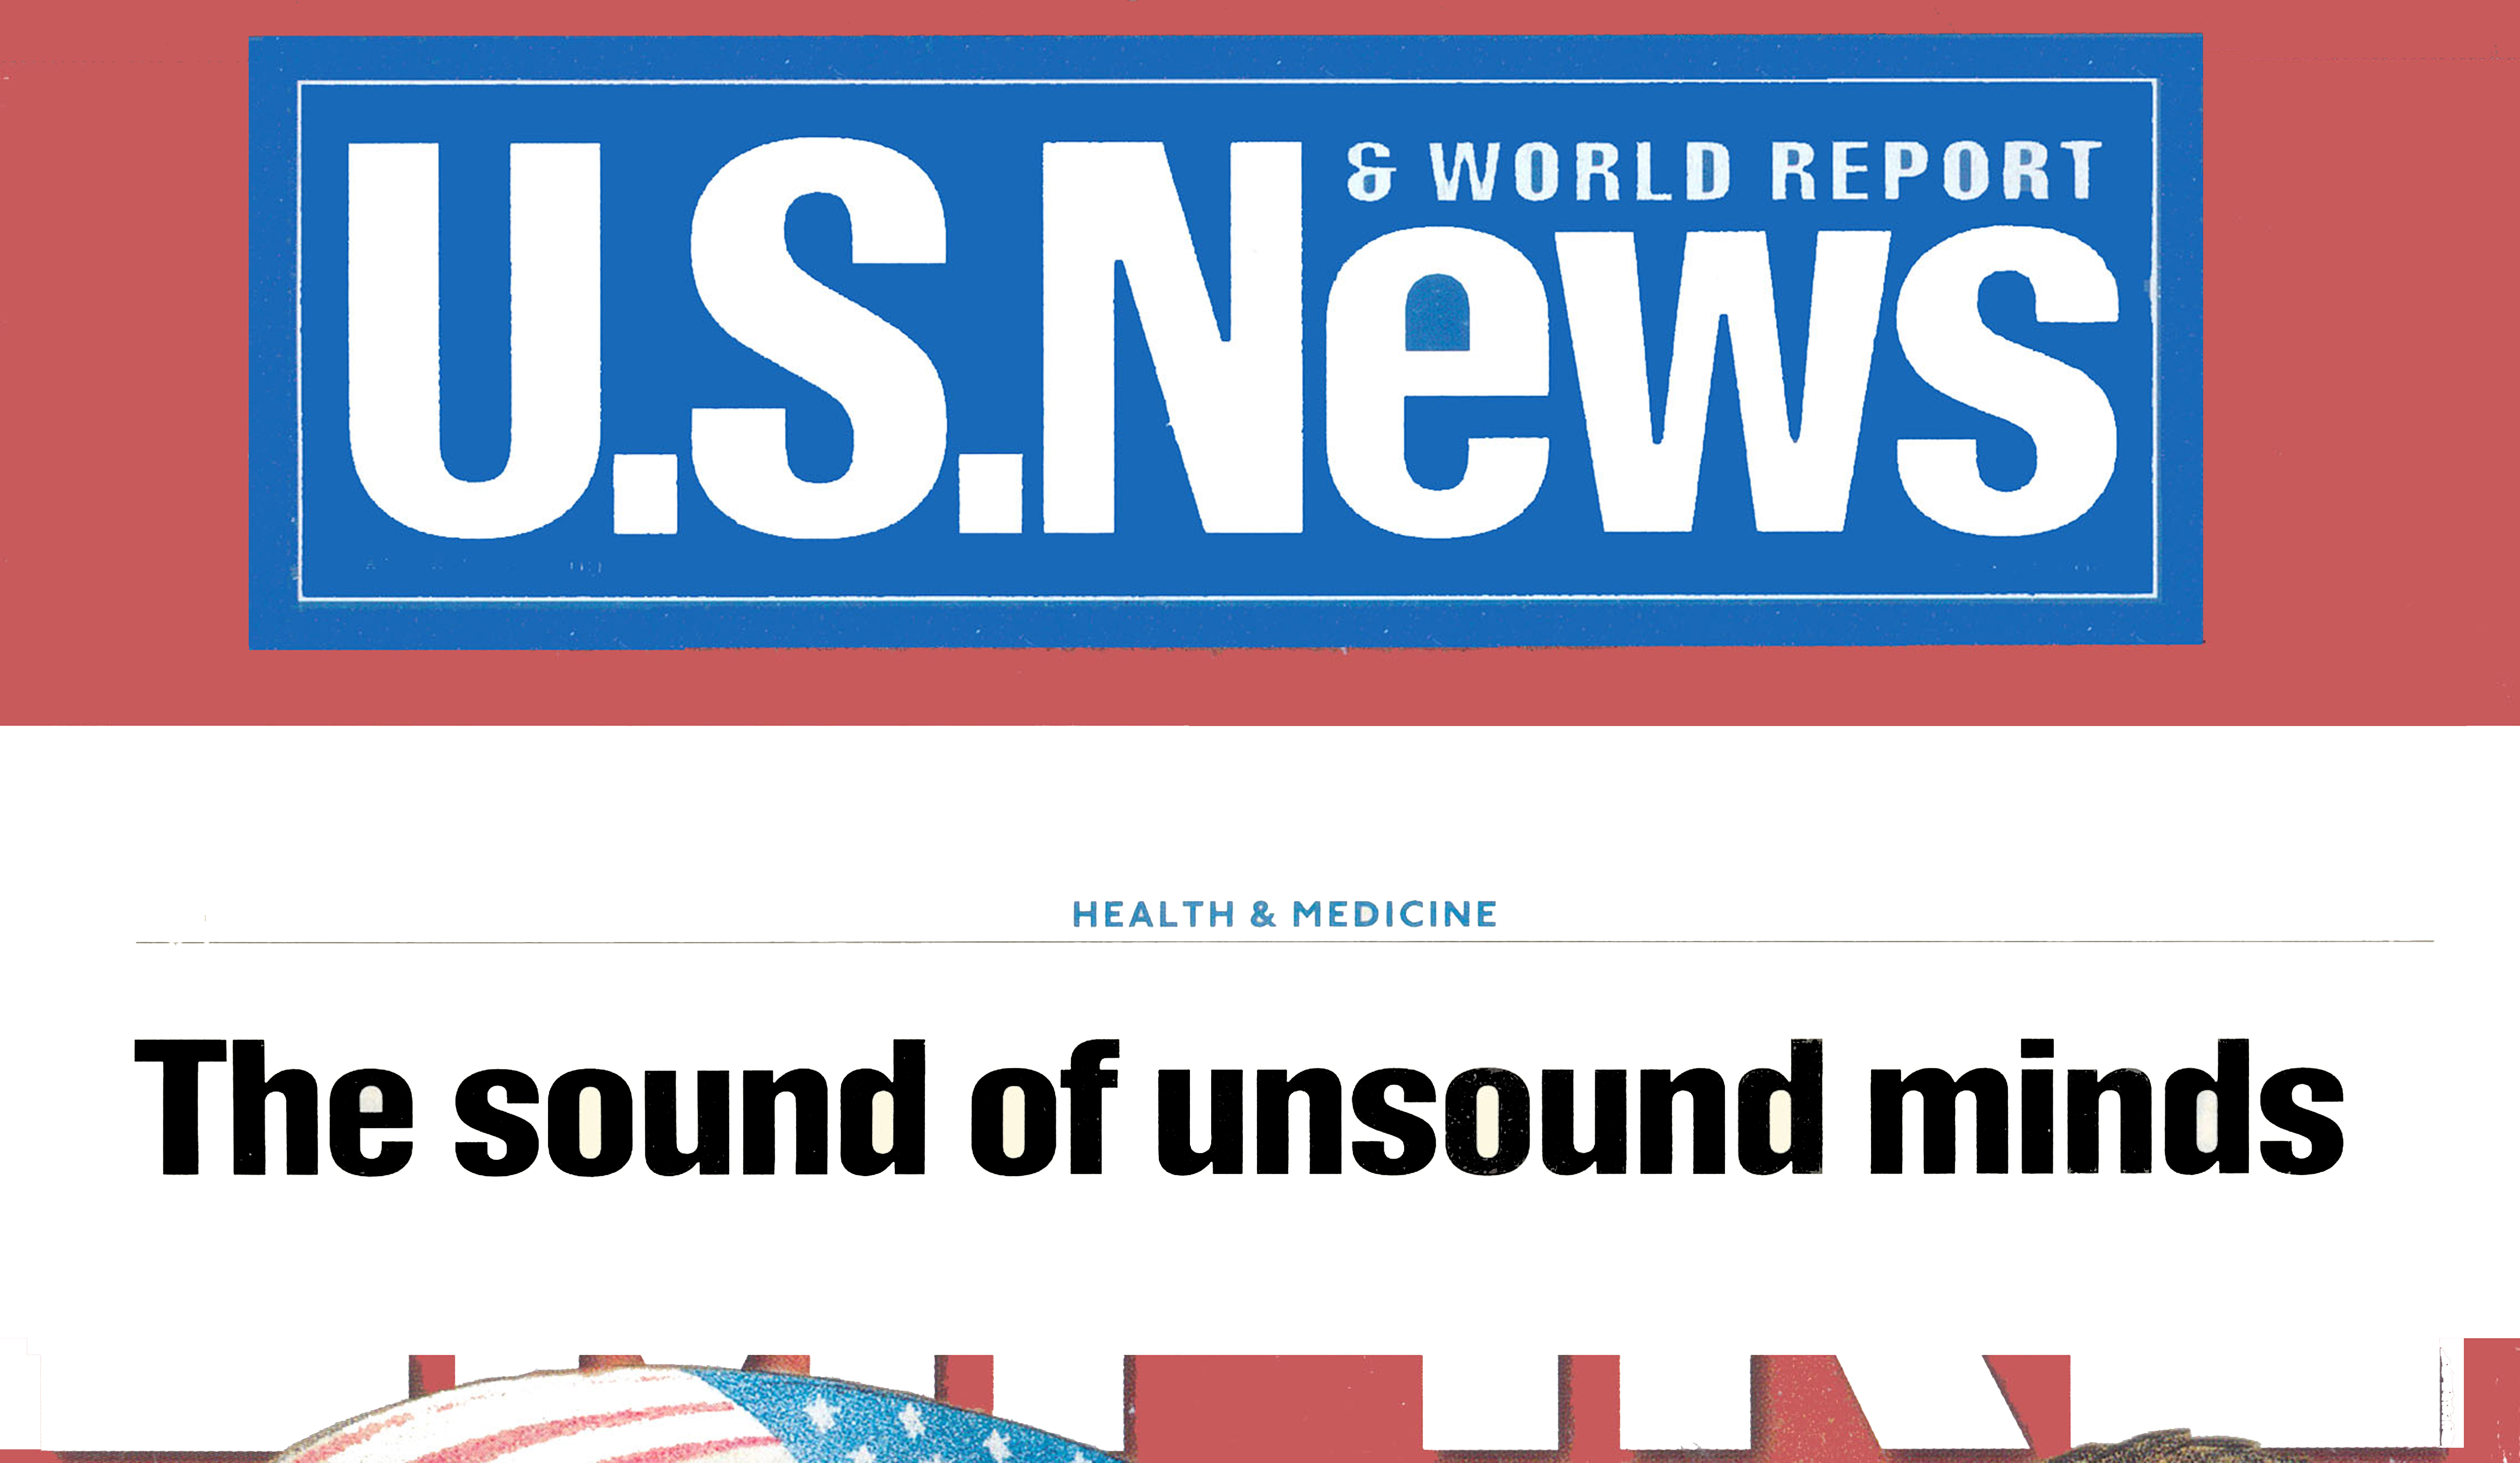 & WORLD REPORT
U.S.News
HEALTH & MEDICINE
The sound of unsound minds